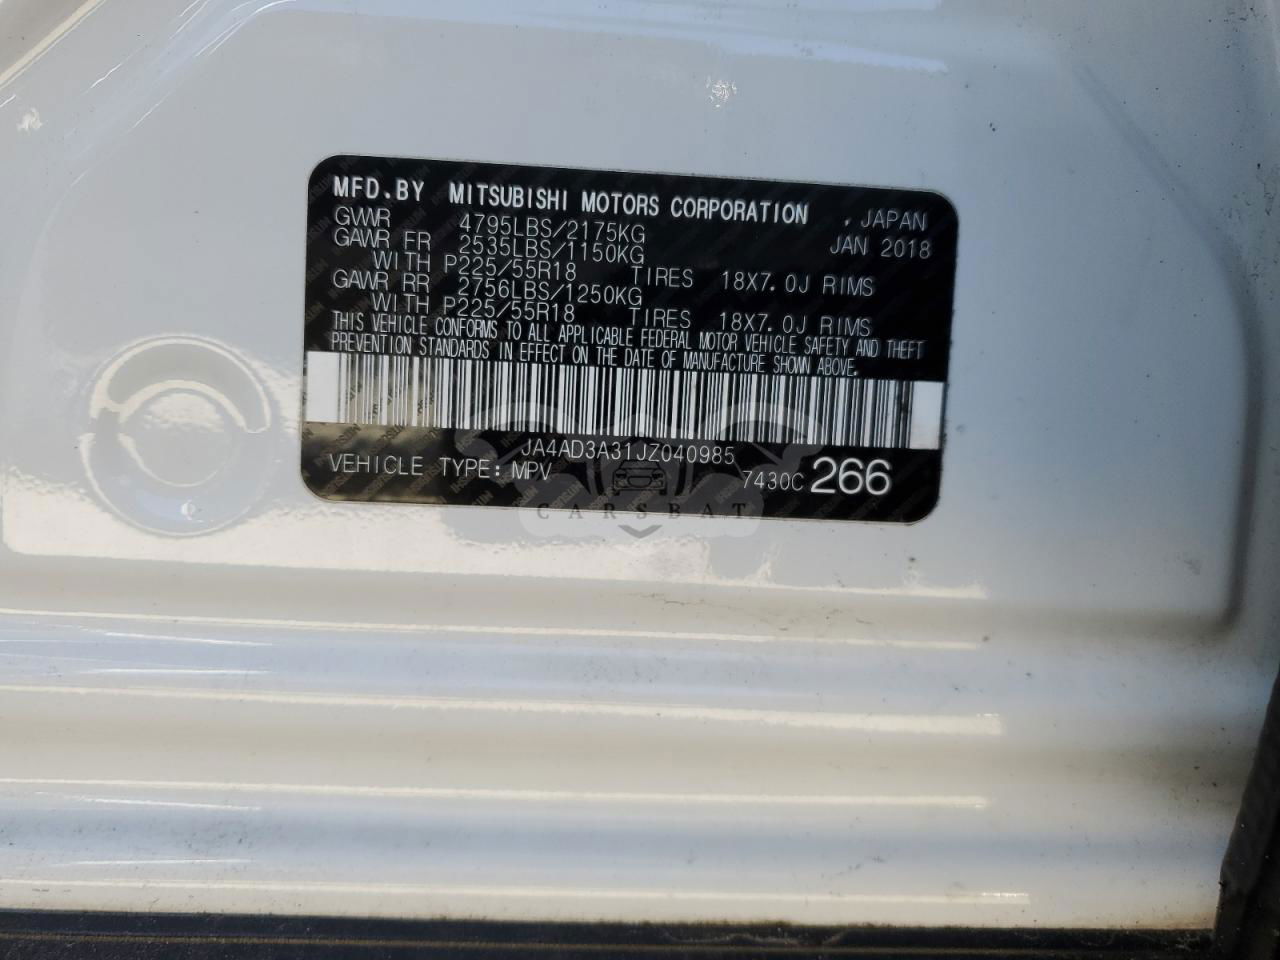 MFD.BY MITSUBISHI MOTORS CORPORATION , JAPAN
GVWR 4795LBS/2175KG JAN 2018
GAWR FR 2535LBS/1150KG
WITH P225/55R18 TIRES 18X7.0J RIMS
GAWR RR 2756LBS/1250KG
WITH P225/55R18 TIRES 18X7.0J RIMS
THIS VEHICLE CONFORMS TO ALL APPLICABLE FEDERAL MOTOR VEHICLE SAFETY AND THEFT
PREVENTION STANDARDS IN EFFECT ON THE DATE OF MANUFACTURE SHOWN ABOVE.
JA4AD3A31JZ040985
VEHICLE TYPE: MPV 7430C 266
CARSBAT